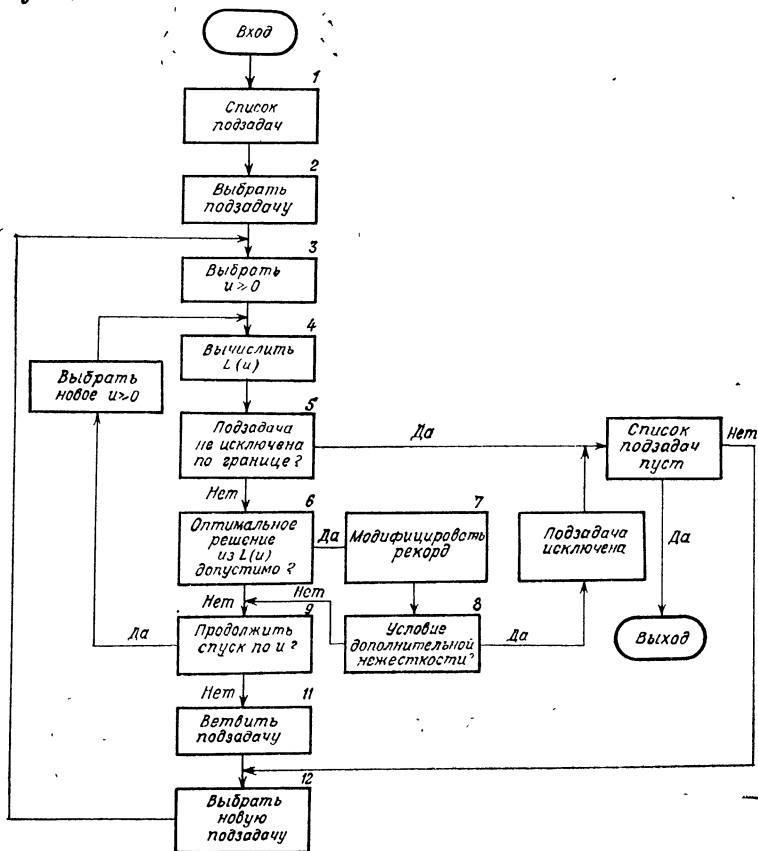 Вход
1
Список
подзадач
2
Выбрать
подзадачу
3
Выбрать
u≥0
4
Вычислить
L(u)
Выбрать
новое u≥0
5
Подзадача
не исключена
по границе?
Да
Список
подзадач
пуст
Нет
Нет
6
Оптимальное
решение
из L(u)
допустимо?
Да
7
Модифицировать
рекорд
Подзадача
исключена
Да
Нет
Нет
9
Продолжить
спуск по u?
Да
8
Условие
дополнительной
нежесткости?
Да
Выход
Нет
11
Ветвить
подзадачу
12
Выбрать
новую
подзадачу